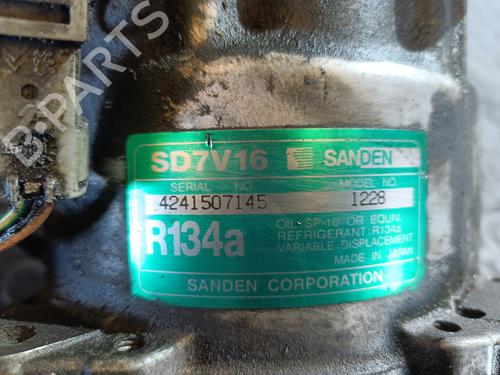 SD7V16 SANDEN
SERIAL NO. MODEL NO.
4241507145 1228
R134a
OIL: SP-10 OR EQUIV.
REFRIGERANT: R134a
VARIABLE DISPLACEMENT
MADE IN JAPAN
SANDEN CORPORATION